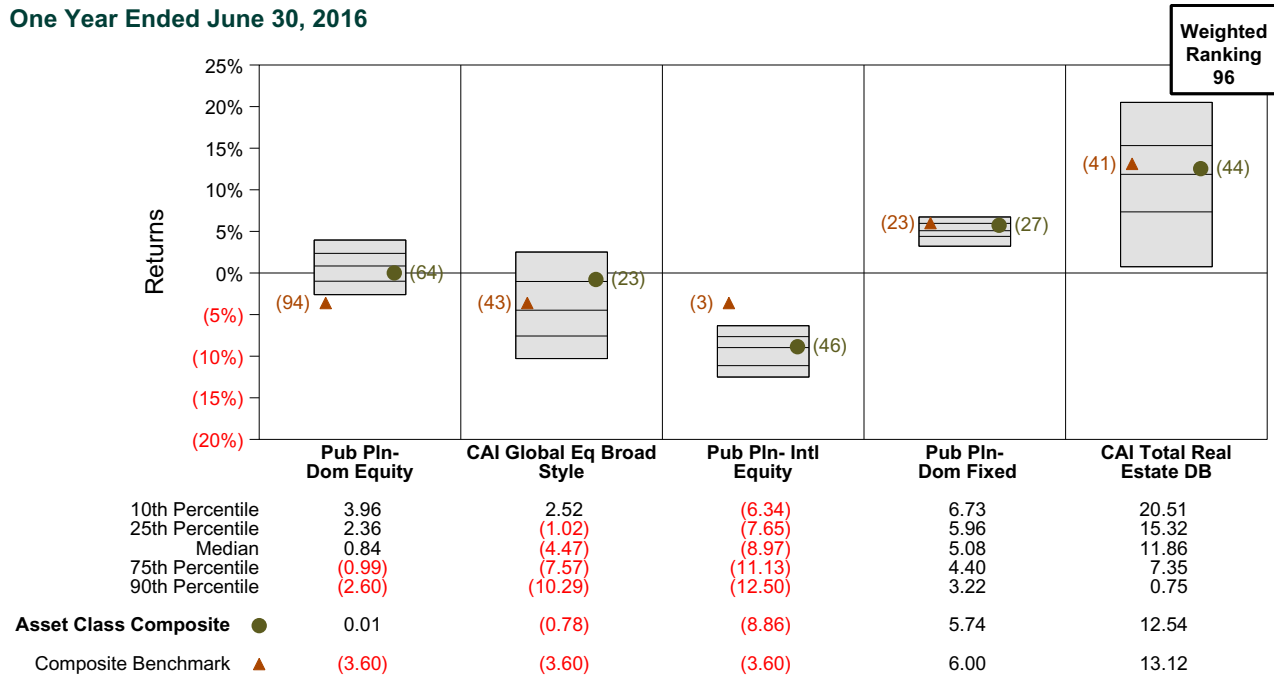 One Year Ended June 30, 2016
Weighted
Ranking
96
Returns
25%
20%
15%
10%
5%
0%
(5%)
(10%)
(15%)
(20%)
(94)
(64)
(43)
(23)
(3)
(46)
(23)
(27)
(41)
(44)
Pub Pln-
Dom Equity
CAI Global Eq Broad
Style
Pub Pln- Intl
Equity
Pub Pln-
Dom Fixed
CAI Total Real
Estate DB
10th Percentile 3.96 2.52 (6.34) 6.73 20.51
25th Percentile 2.36 (1.02) (7.65) 5.96 15.32
Median 0.84 (4.47) (8.97) 5.08 11.86
75th Percentile (0.99) (7.57) (11.13) 4.40 7.35
90th Percentile (2.60) (10.29) (12.50) 3.22 0.75
Asset Class Composite 0.01 (0.78) (8.86) 5.74 12.54
Composite Benchmark (3.60) (3.60) (3.60) 6.00 13.12